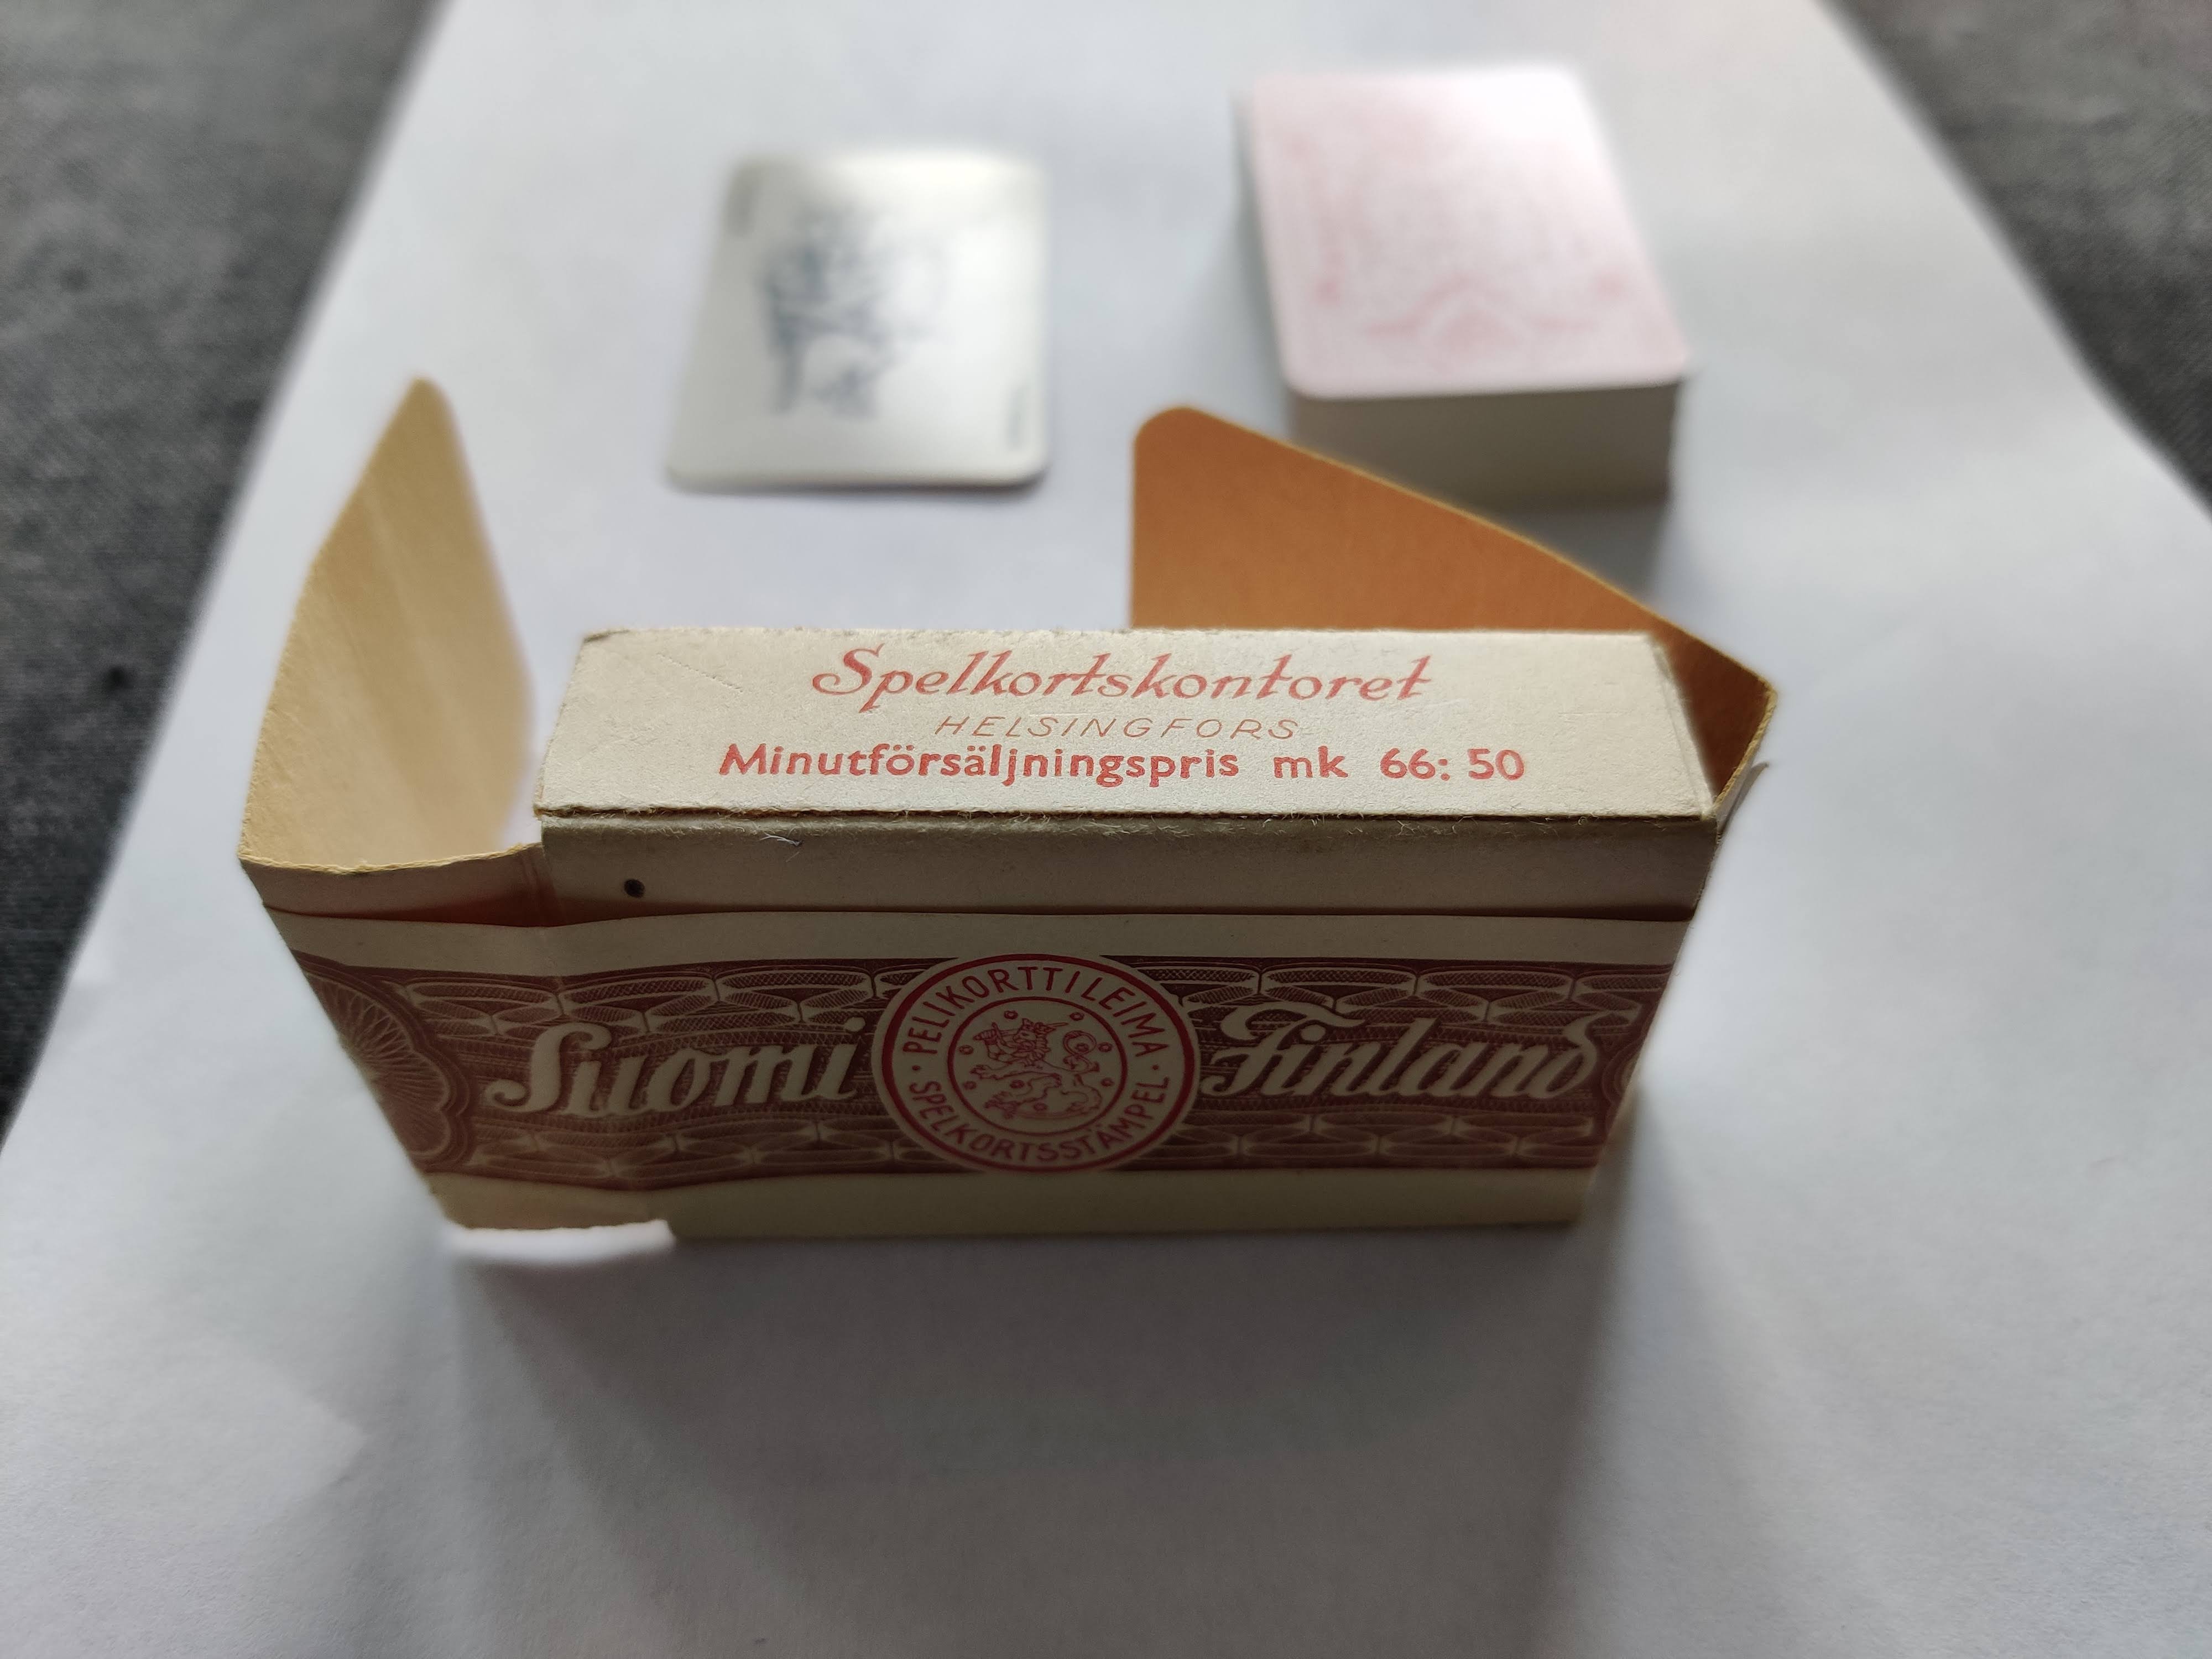 Spelkortskontoret
HELSINGFORS
Minutförsäljningspris mk 66: 50
Suomi
· PELIKORTTILEIMA ·
SPELKORTSSTÄMPEL
Finland